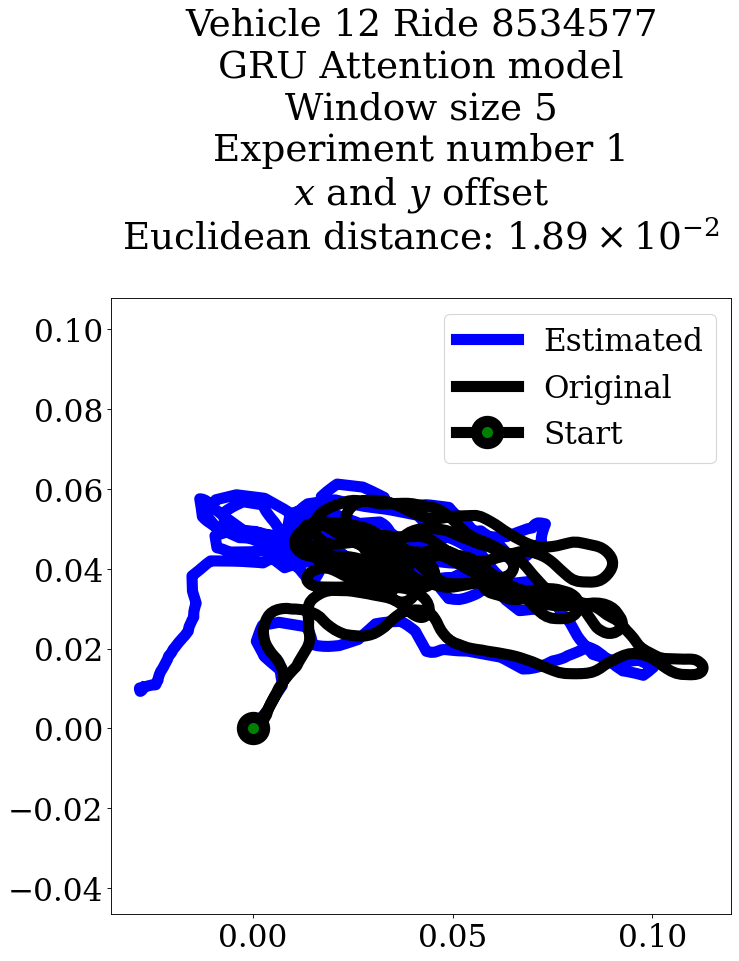 Vehicle 12 Ride 8534577
GRU Attention model
Window size 5
Experiment number 1
x and y offset
Euclidean distance: 1.89 × 10⁻²
Estimated
Original
Start
0.10
0.08
0.06
0.04
0.02
0.00
−0.02
−0.04
0.00 0.05 0.10